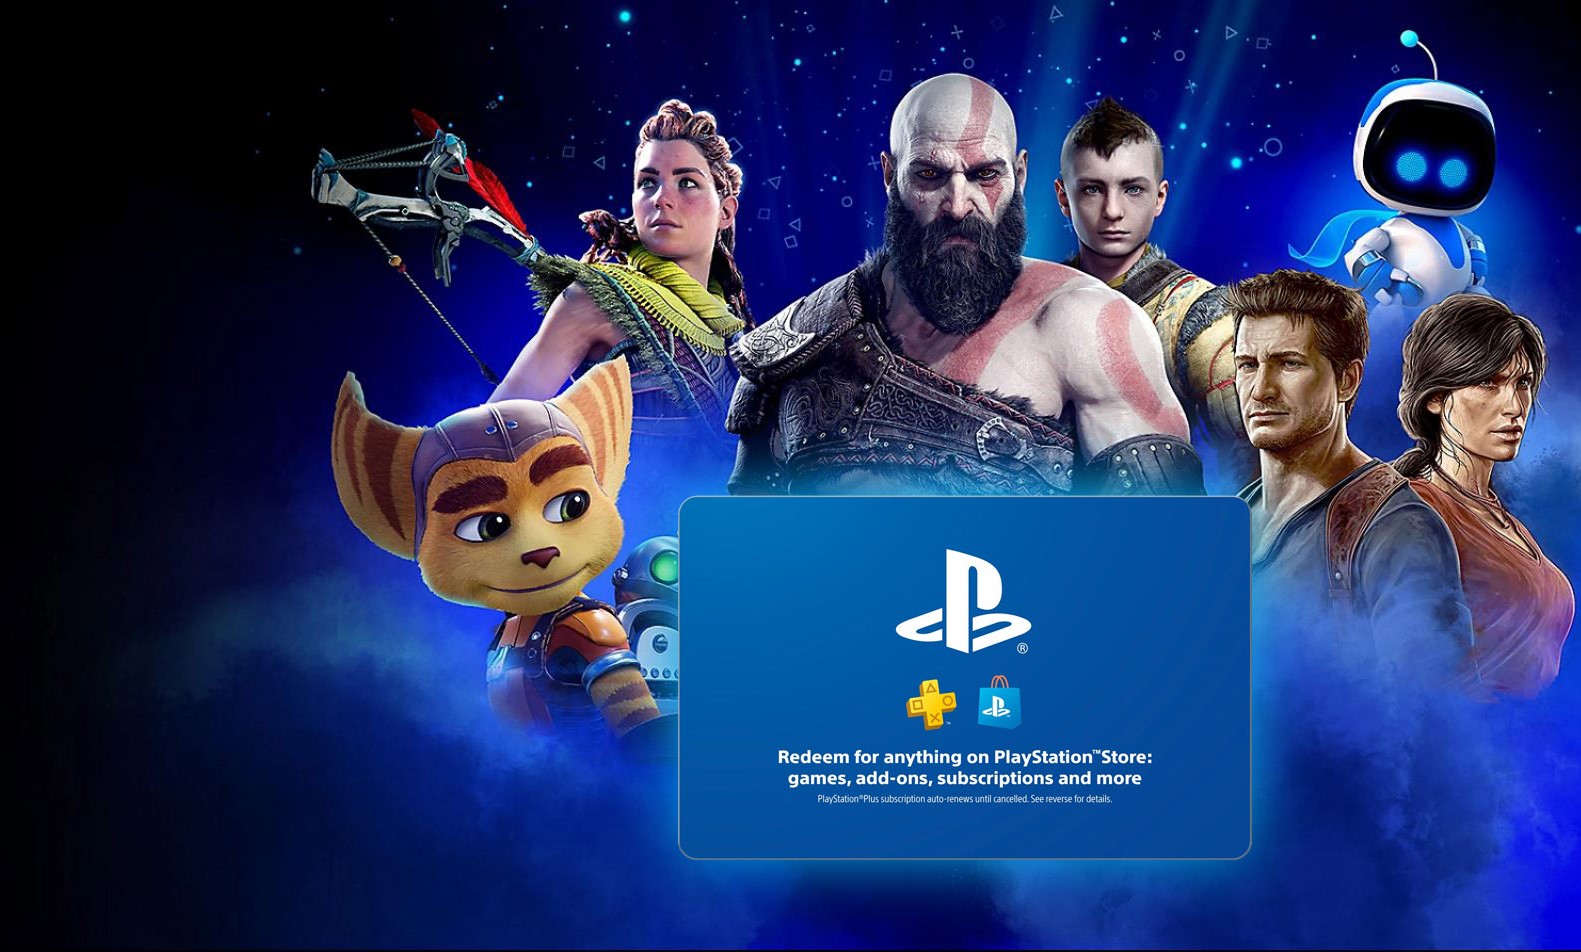 ®
™
Redeem for anything on PlayStation™Store:
games, add-ons, subscriptions and more
PlayStation®Plus subscription auto-renews until cancelled. See reverse for details.